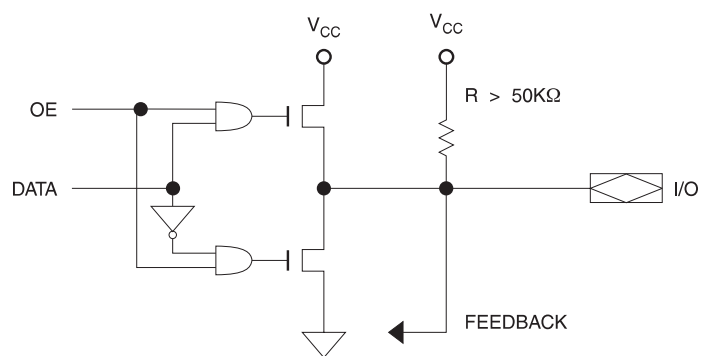 V_CC
V_CC
R > 50KΩ
OE
DATA
I/O
FEEDBACK